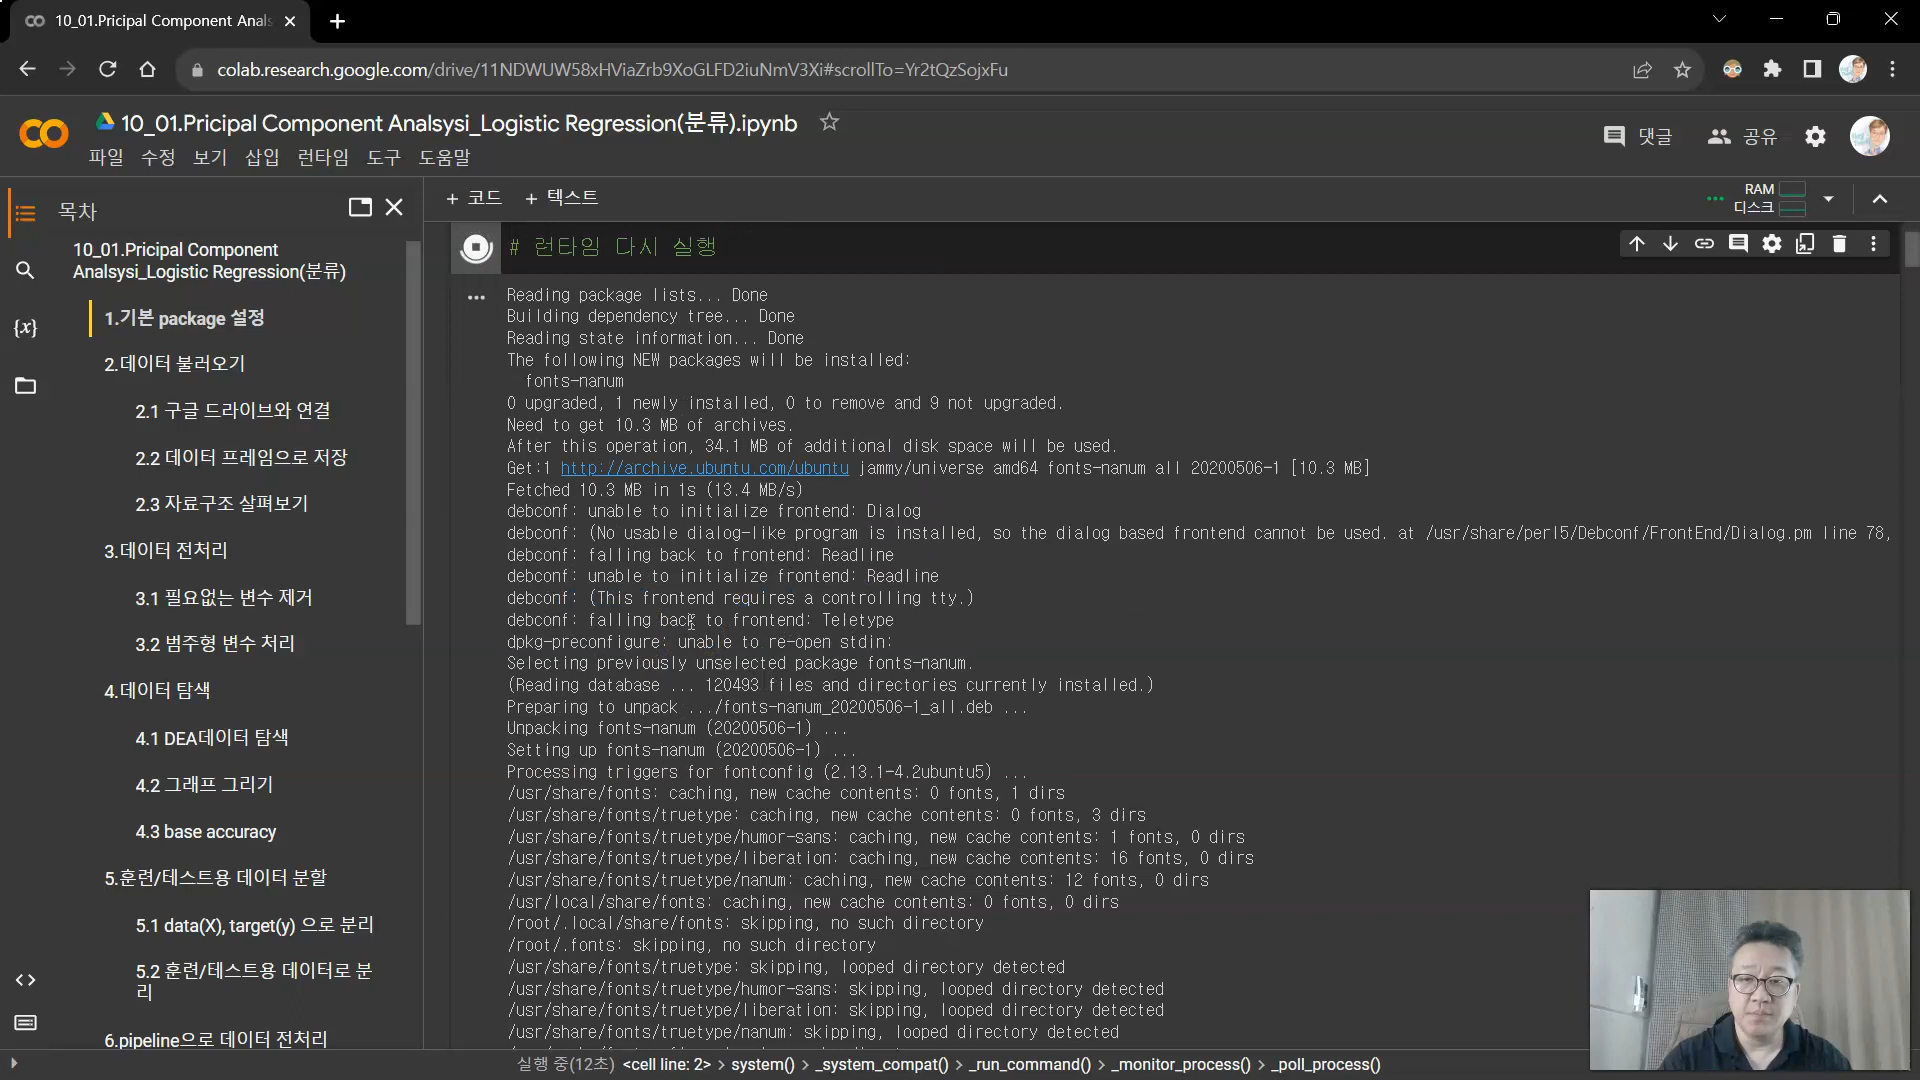 10_01.Pricipal Component Anals
colab.research.google.com/drive/11NDWUW58xHViaZrb9XoGLFD2iuNmV3Xi#scrollTo=Yr2tQzSojxFu
10_01.Pricipal Component Analsysi_Logistic Regression(분류).ipynb
댓글 공유
파일 수정 보기 삽입 런타임 도구 도움말
목차
+ 코드 + 텍스트
RAM
디스크
10_01.Pricipal Component
Analsysi_Logistic Regression(분류)
1.기본 package 설정
2.데이터 불러오기
2.1 구글 드라이브와 연결
2.2 데이터 프레임으로 저장
2.3 자료구조 살펴보기
3.데이터 전처리
3.1 필요없는 변수 제거
3.2 범주형 변수 처리
4.데이터 탐색
4.1 DEA데이터 탐색
4.2 그래프 그리기
4.3 base accuracy
5.훈련/테스트용 데이터 분할
5.1 data(X), target(y) 으로 분리
5.2 훈련/테스트용 데이터로 분
리
6.pipeline으로 데이터 전처리
{x}
# 런타임 다시 실행
Reading package lists... Done
Building dependency tree... Done
Reading state information... Done
The following NEW packages will be installed:
fonts-nanum
0 upgraded, 1 newly installed, 0 to remove and 9 not upgraded.
Need to get 10.3 MB of archives.
After this operation, 34.1 MB of additional disk space will be used.
Get:1 http://archive.ubuntu.com/ubuntu jammy/universe amd64 fonts-nanum all 20200506-1 [10.3 MB]
Fetched 10.3 MB in 1s (13.4 MB/s)
debconf: unable to initialize frontend: Dialog
debconf: (No usable dialog-like program is installed, so the dialog based frontend cannot be used. at /usr/share/perl5/Debconf/FrontEnd/Dialog.pm line 78,
debconf: falling back to frontend: Readline
debconf: unable to initialize frontend: Readline
debconf: (This frontend requires a controlling tty.)
debconf: falling back to frontend: Teletype
dpkg-preconfigure: unable to re-open stdin:
Selecting previously unselected package fonts-nanum.
(Reading database ... 120493 files and directories currently installed.)
Preparing to unpack .../fonts-nanum_20200506-1_all.deb ...
Unpacking fonts-nanum (20200506-1) ...
Setting up fonts-nanum (20200506-1) ...
Processing triggers for fontconfig (2.13.1-4.2ubuntu5) ...
/usr/share/fonts: caching, new cache contents: 0 fonts, 1 dirs
/usr/share/fonts/truetype: caching, new cache contents: 0 fonts, 3 dirs
/usr/share/fonts/truetype/humor-sans: caching, new cache contents: 1 fonts, 0 dirs
/usr/share/fonts/truetype/liberation: caching, new cache contents: 16 fonts, 0 dirs
/usr/share/fonts/truetype/nanum: caching, new cache contents: 12 fonts, 0 dirs
/usr/local/share/fonts: caching, new cache contents: 0 fonts, 0 dirs
/root/.local/share/fonts: skipping, no such directory
/root/.fonts: skipping, no such directory
/usr/share/fonts/truetype: skipping, looped directory detected
/usr/share/fonts/truetype/humor-sans: skipping, looped directory detected
/usr/share/fonts/truetype/liberation: skipping, looped directory detected
/usr/share/fonts/truetype/nanum: skipping, looped directory detected
실행 중(12초) <cell line: 2> > system() > _system_compat() > _run_command() > _monitor_process() > _poll_process()